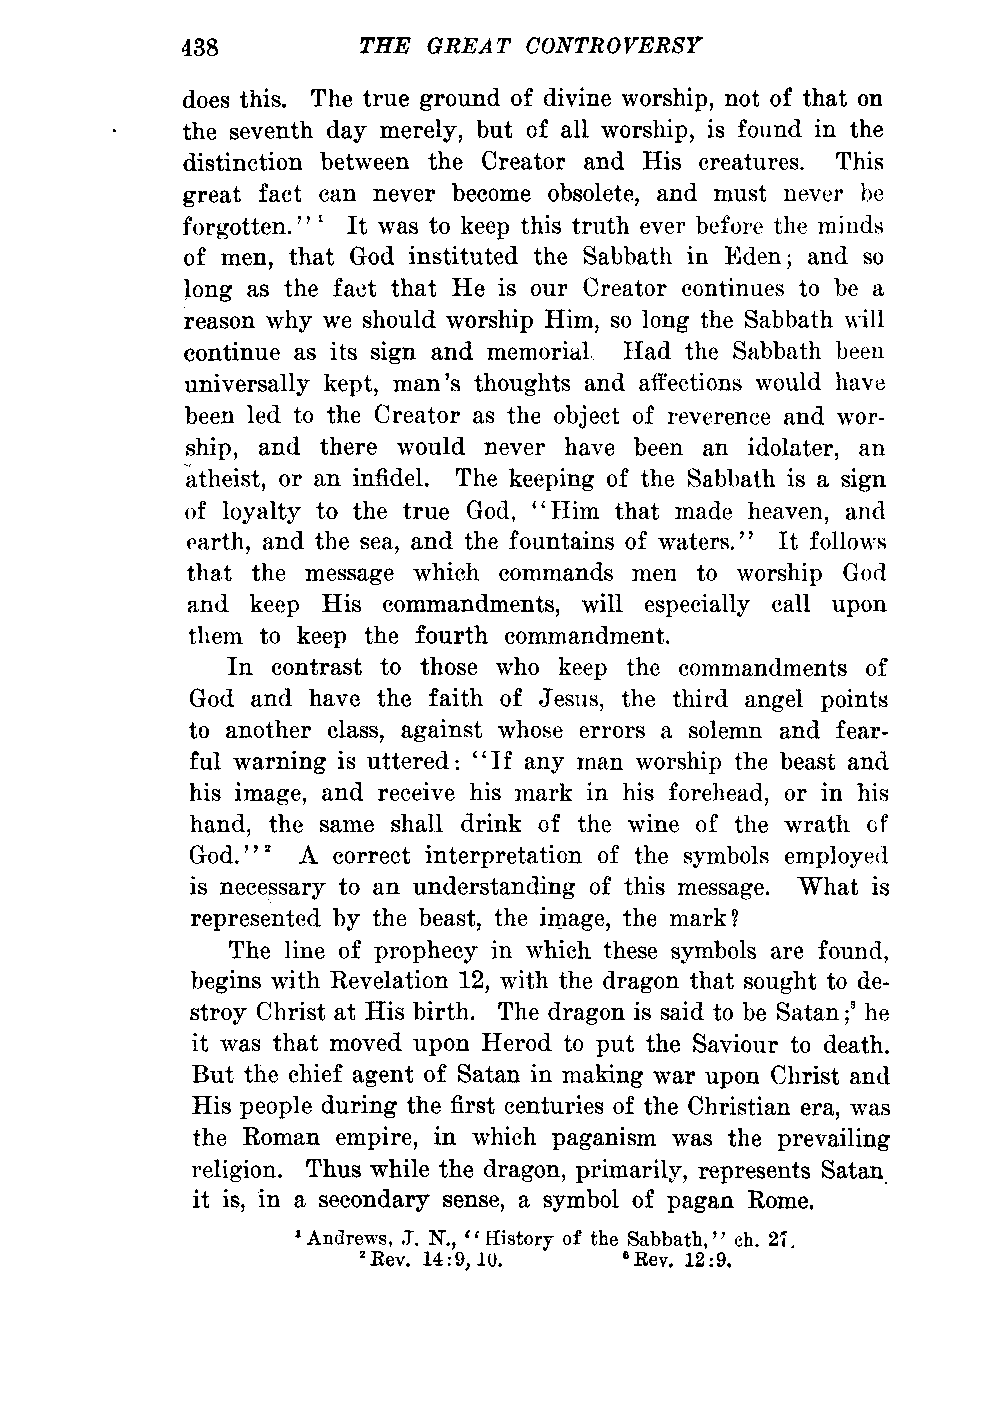 438 THE GREAT CONTROVERSY
does this. The true ground of divine worship, not of that on
the seventh day merely, but of all worship, is found in the
distinction between the Creator and His creatures. This
great fact can never become obsolete, and must never be
forgotten.''¹ It was to keep this truth ever before the minds
of men, that God instituted the Sabbath in Eden; and so
long as the fact that He is our Creator continues to be a
reason why we should worship Him, so long the Sabbath will
continue as its sign and memorial. Had the Sabbath been
universally kept, man's thoughts and affections would have
been led to the Creator as the object of reverence and wor-
ship, and there would never have been an idolater, an
atheist, or an infidel. The keeping of the Sabbath is a sign
of loyalty to the true God, ''Him that made heaven, and
earth, and the sea, and the fountains of waters.'' It follows
that the message which commands men to worship God
and keep His commandments, will especially call upon
them to keep the fourth commandment.
In contrast to those who keep the commandments of
God and have the faith of Jesus, the third angel points
to another class, against whose errors a solemn and fear-
ful warning is uttered: ''If any man worship the beast and
his image, and receive his mark in his forehead, or in his
hand, the same shall drink of the wine of the wrath of
God.''² A correct interpretation of the symbols employed
is necessary to an understanding of this message. What is
represented by the beast, the image, the mark?
The line of prophecy in which these symbols are found,
begins with Revelation 12, with the dragon that sought to de-
stroy Christ at His birth. The dragon is said to be Satan;³ he
it was that moved upon Herod to put the Saviour to death.
But the chief agent of Satan in making war upon Christ and
His people during the first centuries of the Christian era, was
the Roman empire, in which paganism was the prevailing
religion. Thus while the dragon, primarily, represents Satan,
it is, in a secondary sense, a symbol of pagan Rome.
¹ Andrews, J. N., ''History of the Sabbath,'' ch. 27.
² Rev. 14:9, 10. ³ Rev. 12:9.